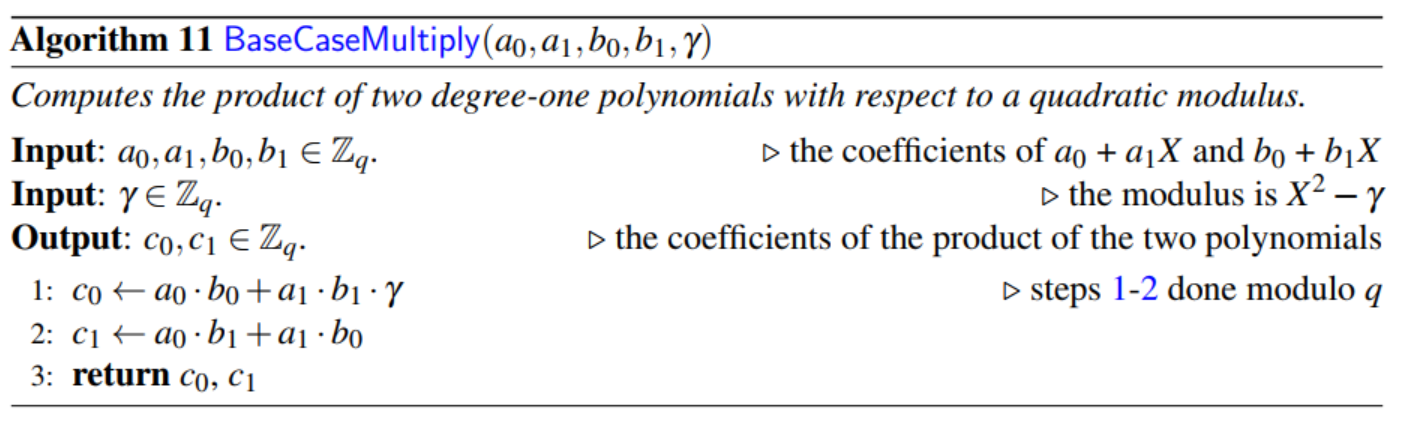 Algorithm 11 BaseCaseMultiply(a₀, a₁, b₀, b₁, γ)
Computes the product of two degree-one polynomials with respect to a quadratic modulus.
Input: a₀, a₁, b₀, b₁ ∈ ℤ_q. ▷ the coefficients of a₀ + a₁X and b₀ + b₁X
Input: γ ∈ ℤ_q. ▷ the modulus is X² − γ
Output: c₀, c₁ ∈ ℤ_q. ▷ the coefficients of the product of the two polynomials
1: c₀ ← a₀ · b₀ + a₁ · b₁ · γ ▷ steps 1-2 done modulo q
2: c₁ ← a₀ · b₁ + a₁ · b₀
3: return c₀, c₁